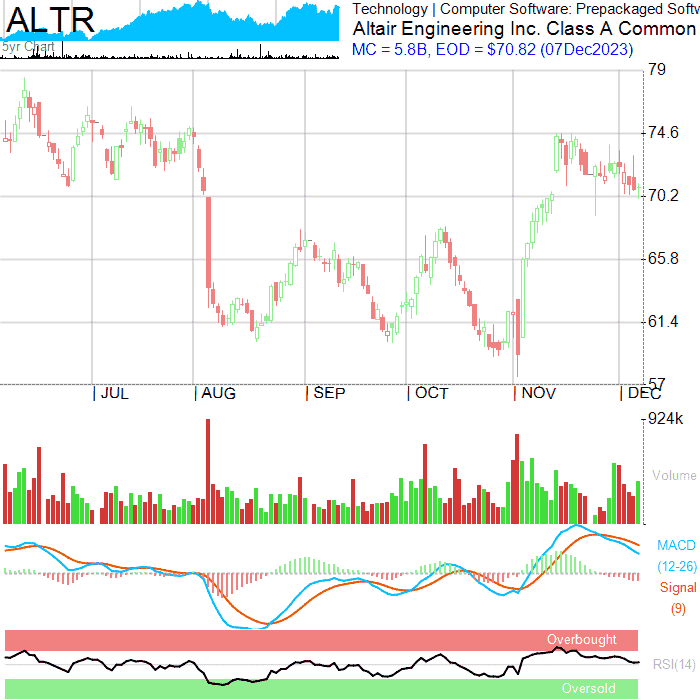 ALTR
5yr Chart
Technology | Computer Software: Prepackaged Softw
Altair Engineering Inc. Class A Common
MC = 5.8B, EOD = $70.82 (07Dec2023)
79
74.6
70.2
65.8
61.4
57
| JUL | AUG | SEP | OCT | NOV | DEC
924k
Volume
MACD
(12-26)
Signal
(9)
Overbought
RSI(14)
Oversold